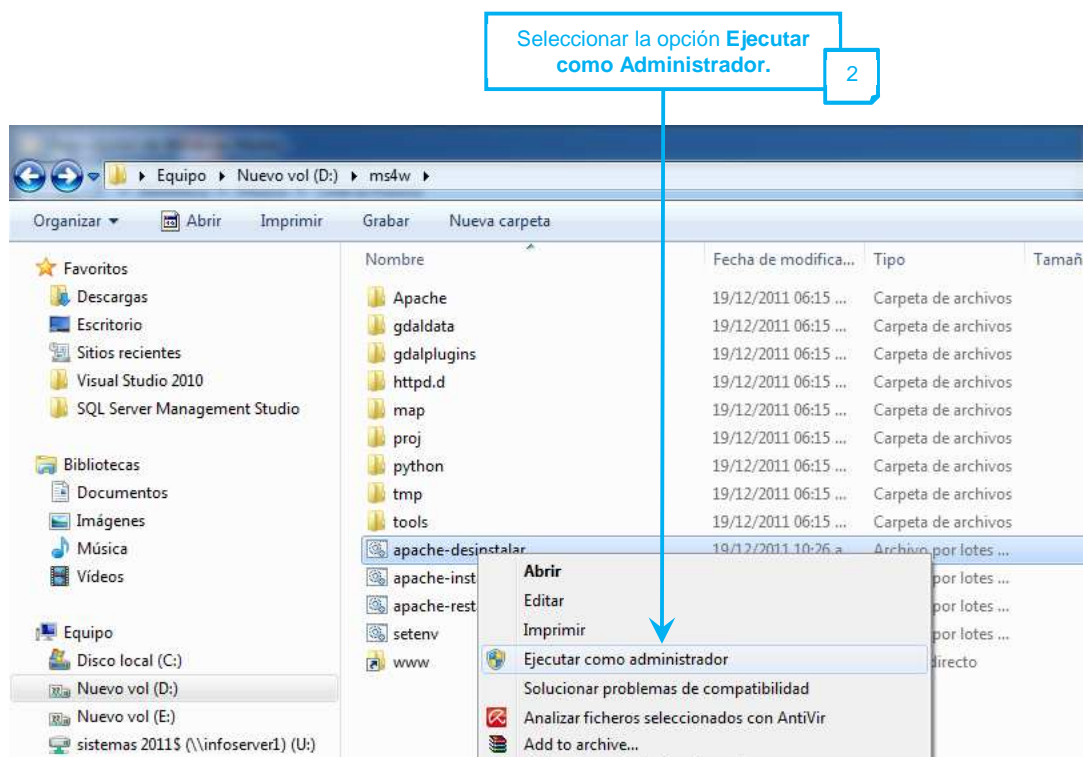 Seleccionar la opción Ejecutar
como Administrador.
2
Equipo ▸ Nuevo vol (D:) ▸ ms4w ▸
Organizar Abrir Imprimir Grabar Nueva carpeta
Favoritos
Descargas
Escritorio
Sitios recientes
Visual Studio 2010
SQL Server Management Studio
Bibliotecas
Documentos
Imágenes
Música
Vídeos
Equipo
Disco local (C:)
Nuevo vol (D:)
Nuevo vol (E:)
sistemas 2011$ (\\infoserver1) (U:)
Nombre Fecha de modifica... Tipo Tamañ
Apache 19/12/2011 06:15 ... Carpeta de archivos
gdaldata 19/12/2011 06:15 ... Carpeta de archivos
gdalplugins 19/12/2011 06:15 ... Carpeta de archivos
httpd.d 19/12/2011 06:15 ... Carpeta de archivos
map 19/12/2011 06:15 ... Carpeta de archivos
proj 19/12/2011 06:15 ... Carpeta de archivos
python 19/12/2011 06:15 ... Carpeta de archivos
tmp 19/12/2011 06:15 ... Carpeta de archivos
tools 19/12/2011 06:15 ... Carpeta de archivos
apache-desinstalar 19/12/2011 10:26 a... Archivo por lotes ...
apache-inst por lotes ...
apache-rest por lotes ...
setenv por lotes ...
www directo
Abrir
Editar
Imprimir
Ejecutar como administrador
Solucionar problemas de compatibilidad
Analizar ficheros seleccionados con AntiVir
Add to archive...